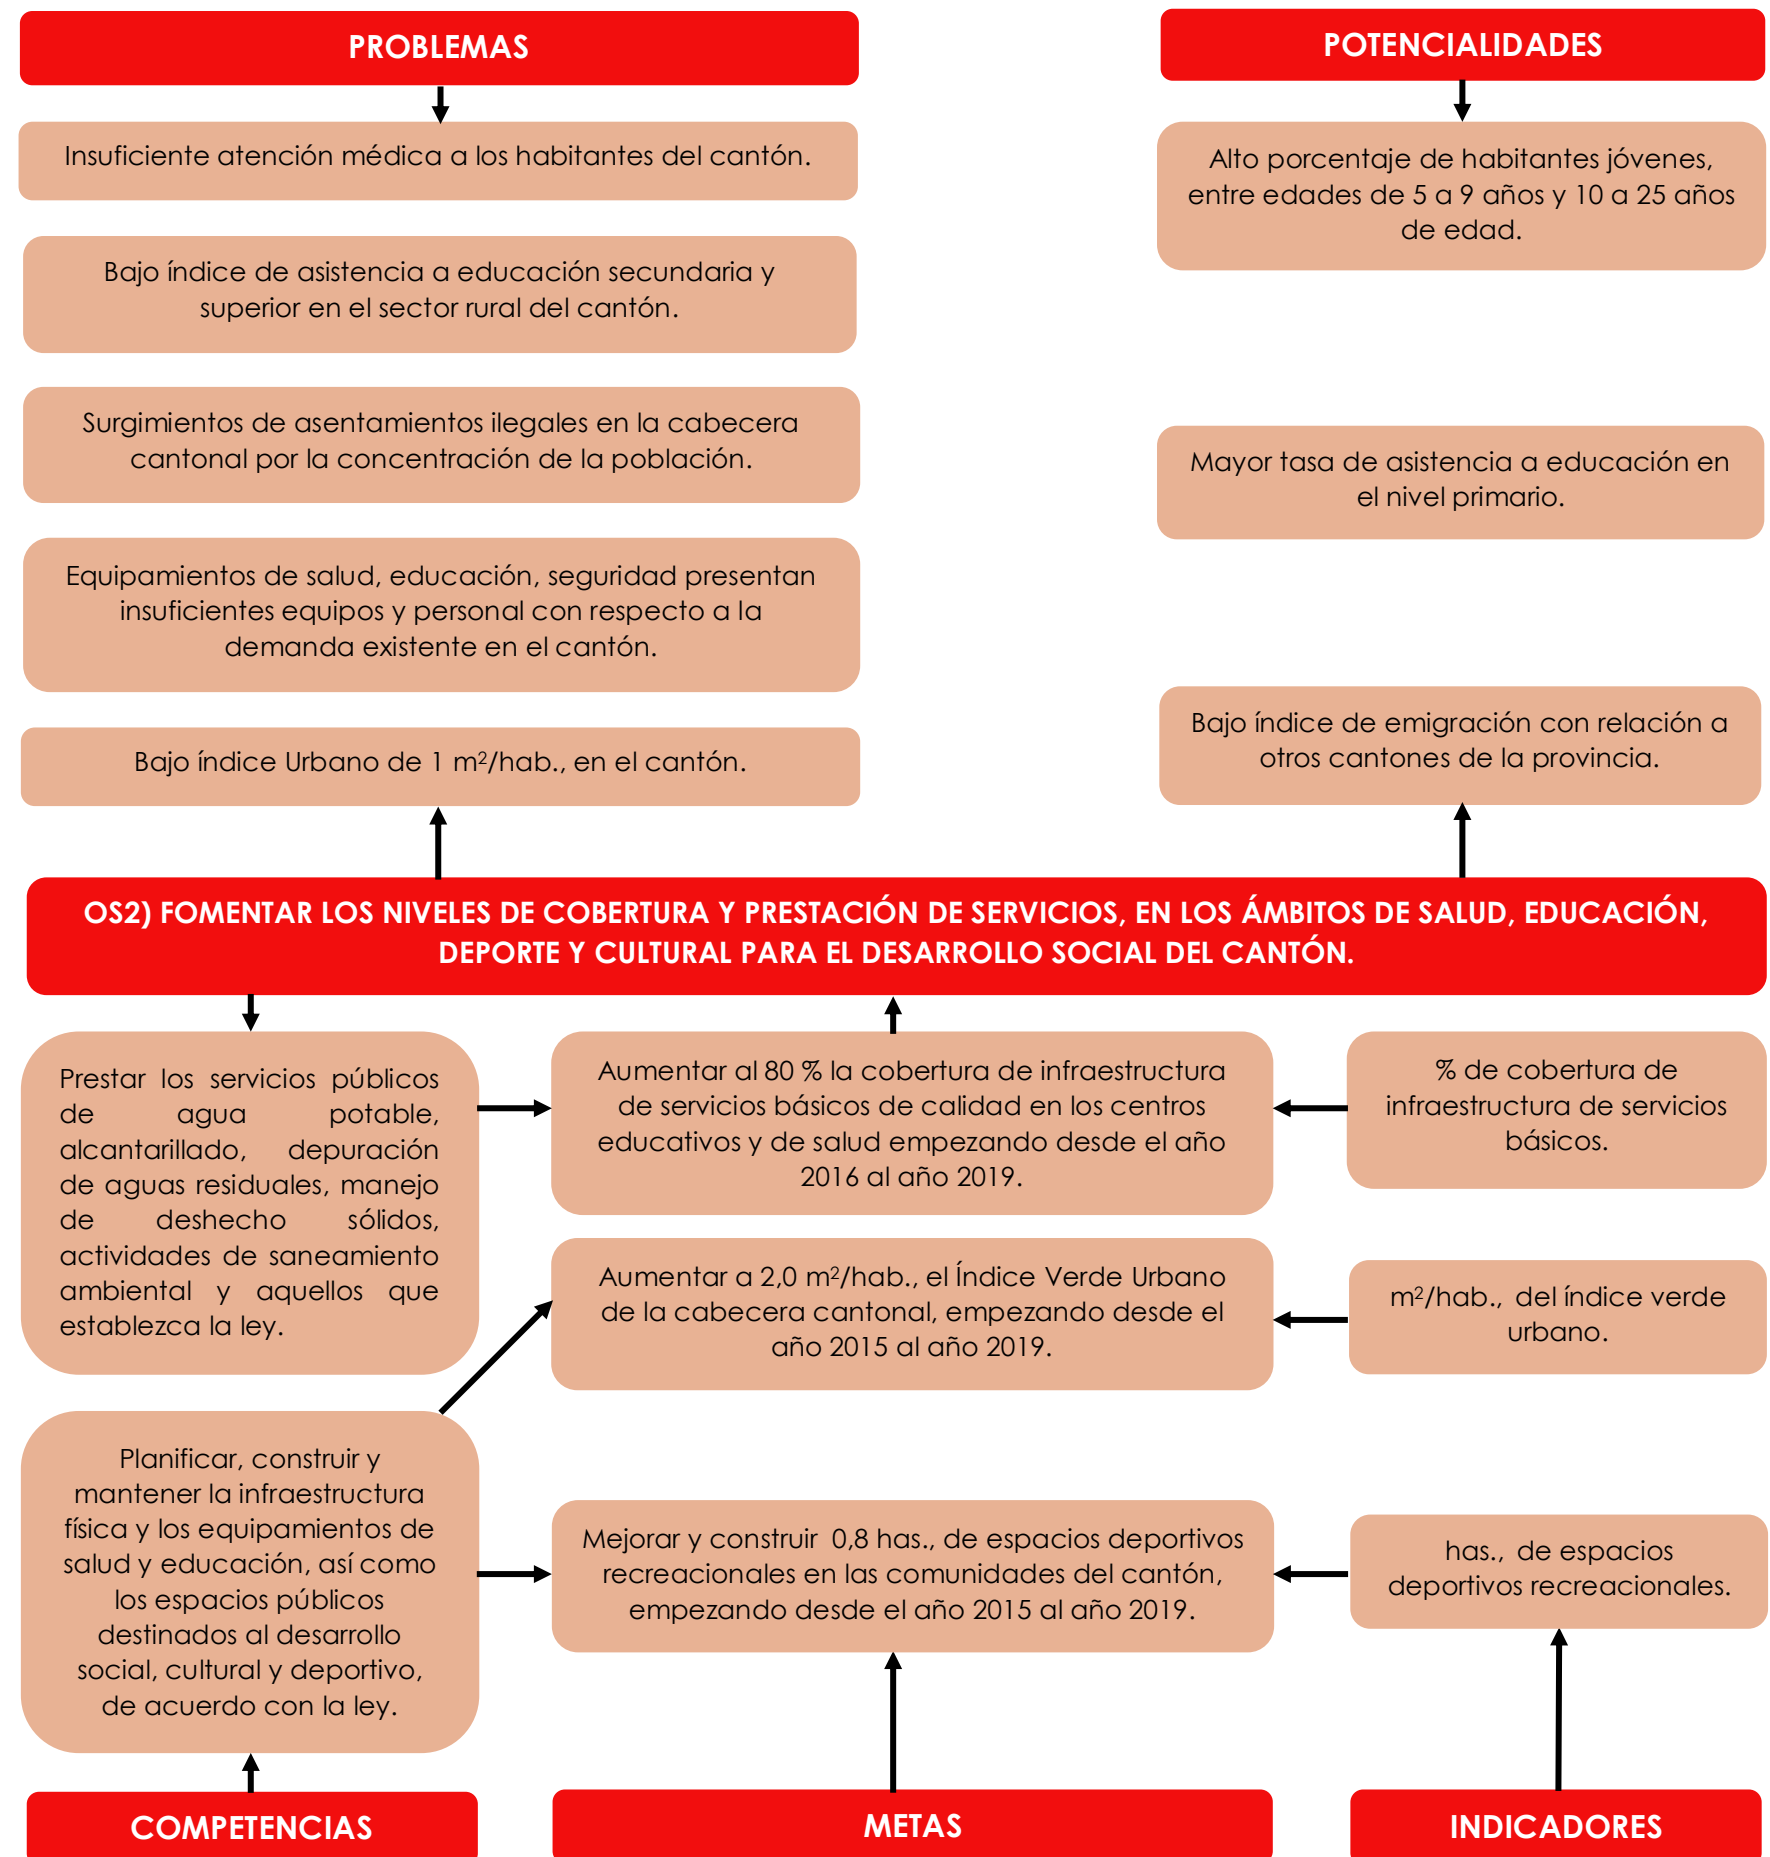 PROBLEMAS
Insuficiente atención médica a los habitantes del cantón.
Bajo índice de asistencia a educación secundaria y
superior en el sector rural del cantón.
Surgimientos de asentamientos ilegales en la cabecera
cantonal por la concentración de la población.
Equipamientos de salud, educación, seguridad presentan
insuficientes equipos y personal con respecto a la
demanda existente en el cantón.
Bajo índice Urbano de 1 m²/hab., en el cantón.
POTENCIALIDADES
Alto porcentaje de habitantes jóvenes,
entre edades de 5 a 9 años y 10 a 25 años
de edad.
Mayor tasa de asistencia a educación en
el nivel primario.
Bajo índice de emigración con relación a
otros cantones de la provincia.
OS2) FOMENTAR LOS NIVELES DE COBERTURA Y PRESTACIÓN DE SERVICIOS, EN LOS ÁMBITOS DE SALUD, EDUCACIÓN,
DEPORTE Y CULTURAL PARA EL DESARROLLO SOCIAL DEL CANTÓN.
Prestar los servicios públicos
de agua potable,
alcantarillado, depuración
de aguas residuales, manejo
de deshecho sólidos,
actividades de saneamiento
ambiental y aquellos que
establezca la ley.
Aumentar al 80 % la cobertura de infraestructura
de servicios básicos de calidad en los centros
educativos y de salud empezando desde el año
2016 al año 2019.
% de cobertura de
infraestructura de servicios
básicos.
Aumentar a 2,0 m²/hab., el Índice Verde Urbano
de la cabecera cantonal, empezando desde el
año 2015 al año 2019.
m²/hab., del índice verde
urbano.
Planificar, construir y
mantener la infraestructura
física y los equipamientos de
salud y educación, así como
los espacios públicos
destinados al desarrollo
social, cultural y deportivo,
de acuerdo con la ley.
Mejorar y construir 0,8 has., de espacios deportivos
recreacionales en las comunidades del cantón,
empezando desde el año 2015 al año 2019.
has., de espacios
deportivos recreacionales.
COMPETENCIAS
METAS
INDICADORES